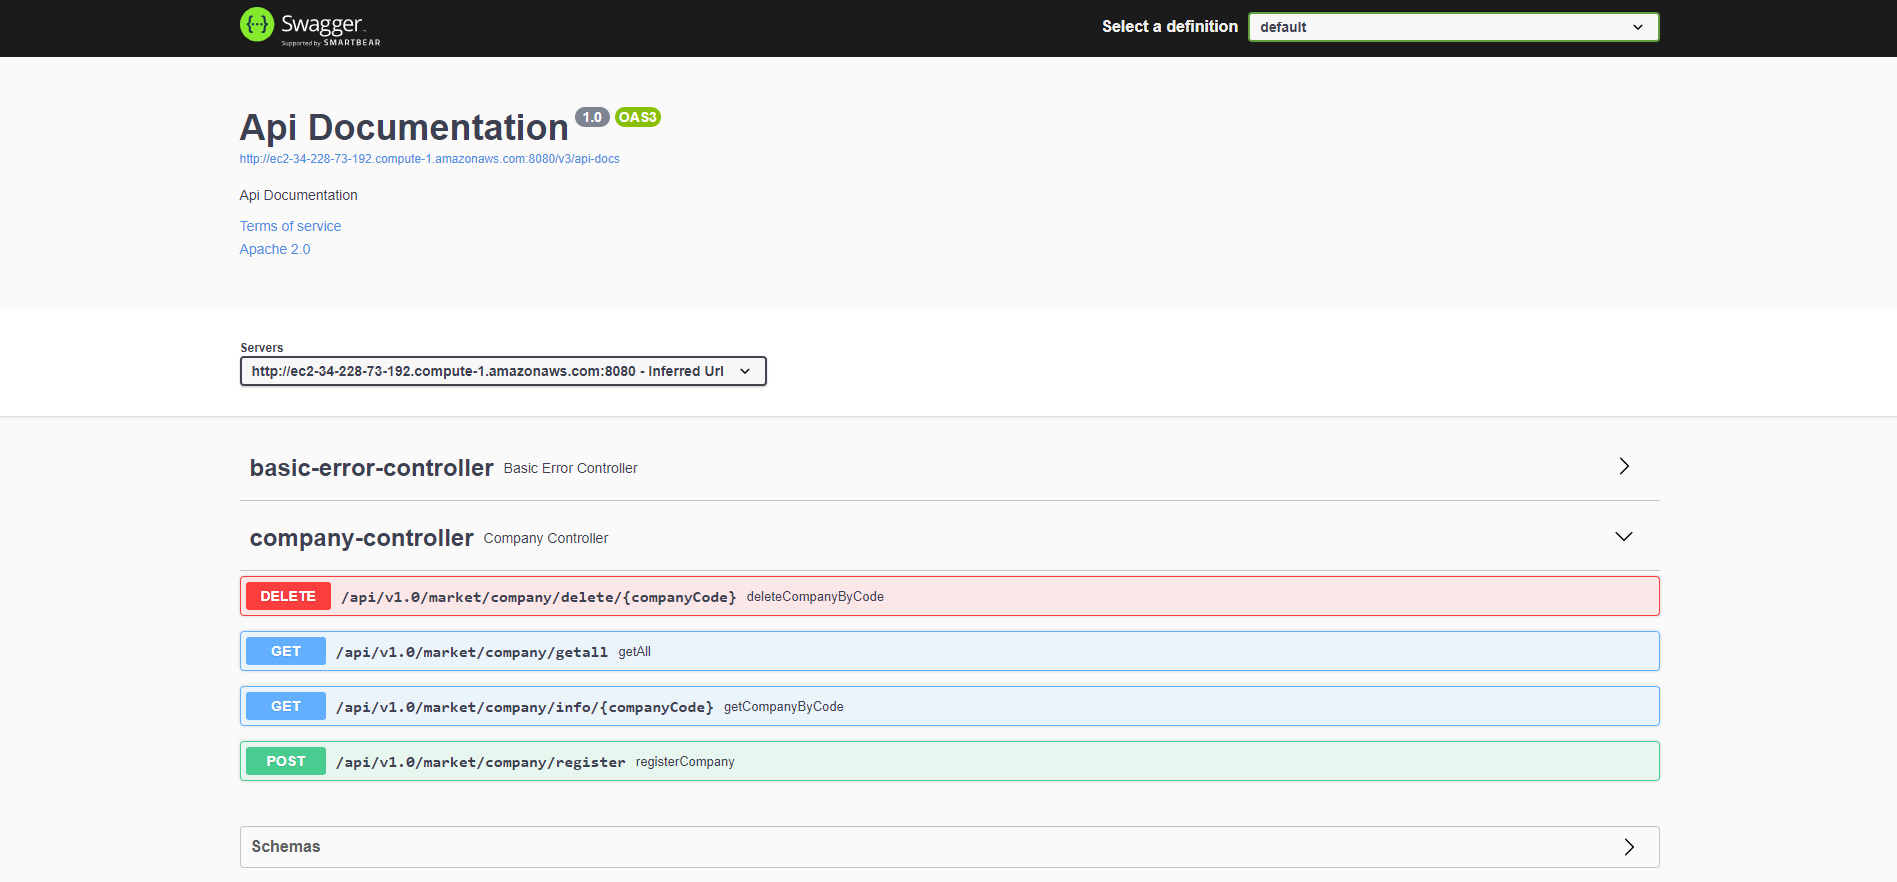 {···} Swagger
Supported by SMARTBEAR
Select a definition default
Api Documentation 1.0 OAS3
http://ec2-34-228-73-192.compute-1.amazonaws.com:8080/v3/api-docs
Api Documentation
Terms of service
Apache 2.0
Servers
http://ec2-34-228-73-192.compute-1.amazonaws.com:8080 - Inferred Url
basic-error-controller Basic Error Controller
company-controller Company Controller
DELETE /api/v1.0/market/company/delete/{companyCode} deleteCompanyByCode
GET /api/v1.0/market/company/getall getAll
GET /api/v1.0/market/company/info/{companyCode} getCompanyByCode
POST /api/v1.0/market/company/register registerCompany
Schemas